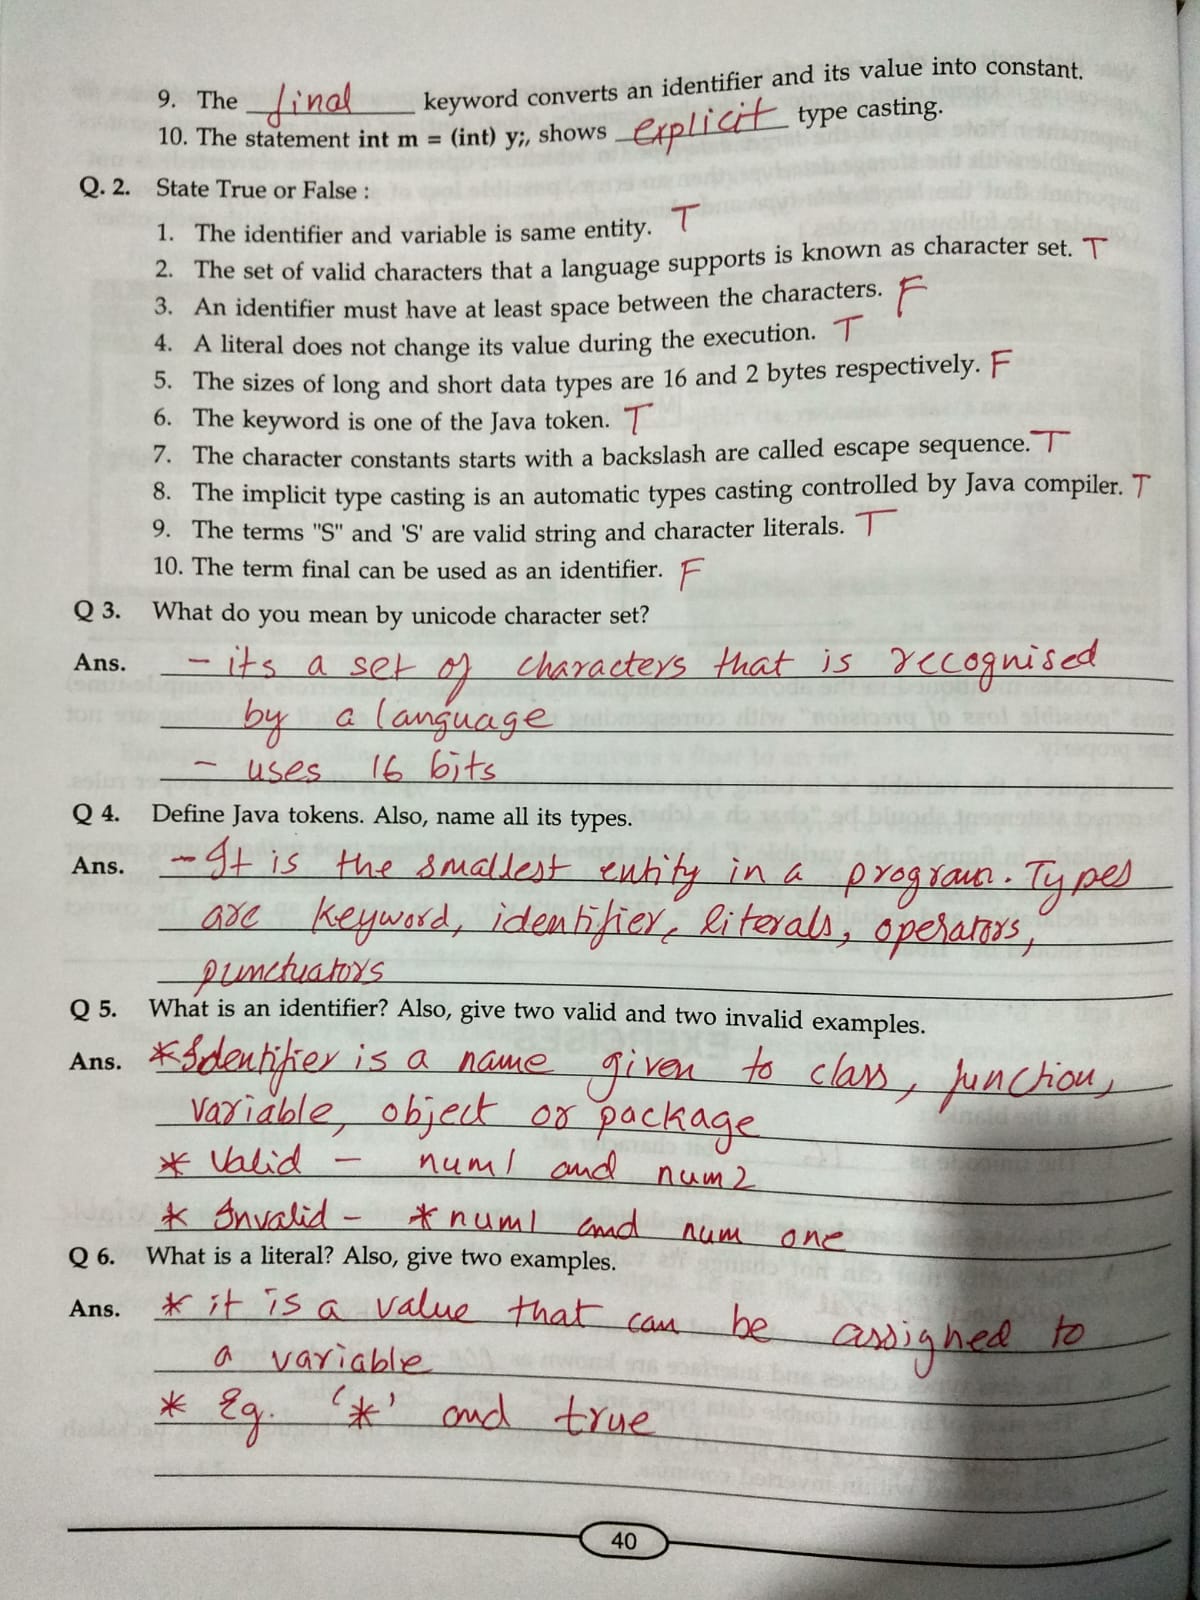 9. The final keyword converts an identifier and its value into constant.
10. The statement int m = (int) y;, shows explicit type casting.
Q. 2. State True or False :
1. The identifier and variable is same entity. T
2. The set of valid characters that a language supports is known as character set. T
3. An identifier must have at least space between the characters. F
4. A literal does not change its value during the execution. T
5. The sizes of long and short data types are 16 and 2 bytes respectively. F
6. The keyword is one of the Java token. T
7. The character constants starts with a backslash are called escape sequence. T
8. The implicit type casting is an automatic types casting controlled by Java compiler. T
9. The terms "S" and 'S' are valid string and character literals. T
10. The term final can be used as an identifier. F
Q 3. What do you mean by unicode character set?
Ans. - its a set of characters that is recognised
by a language
- uses 16 bits
Q 4. Define Java tokens. Also, name all its types.
Ans. - It is the smallest entity in a program. Types
are keyword, identifier, literals, operators,
punctuators
Q 5. What is an identifier? Also, give two valid and two invalid examples.
Ans. * Identifier is a name given to class, function,
variable, object or package
* Valid - num1 and num2
* Invalid - *num1 and num one
Q 6. What is a literal? Also, give two examples.
Ans. * it is a value that can be assigned to
a variable
* Eg. '*' and true
40